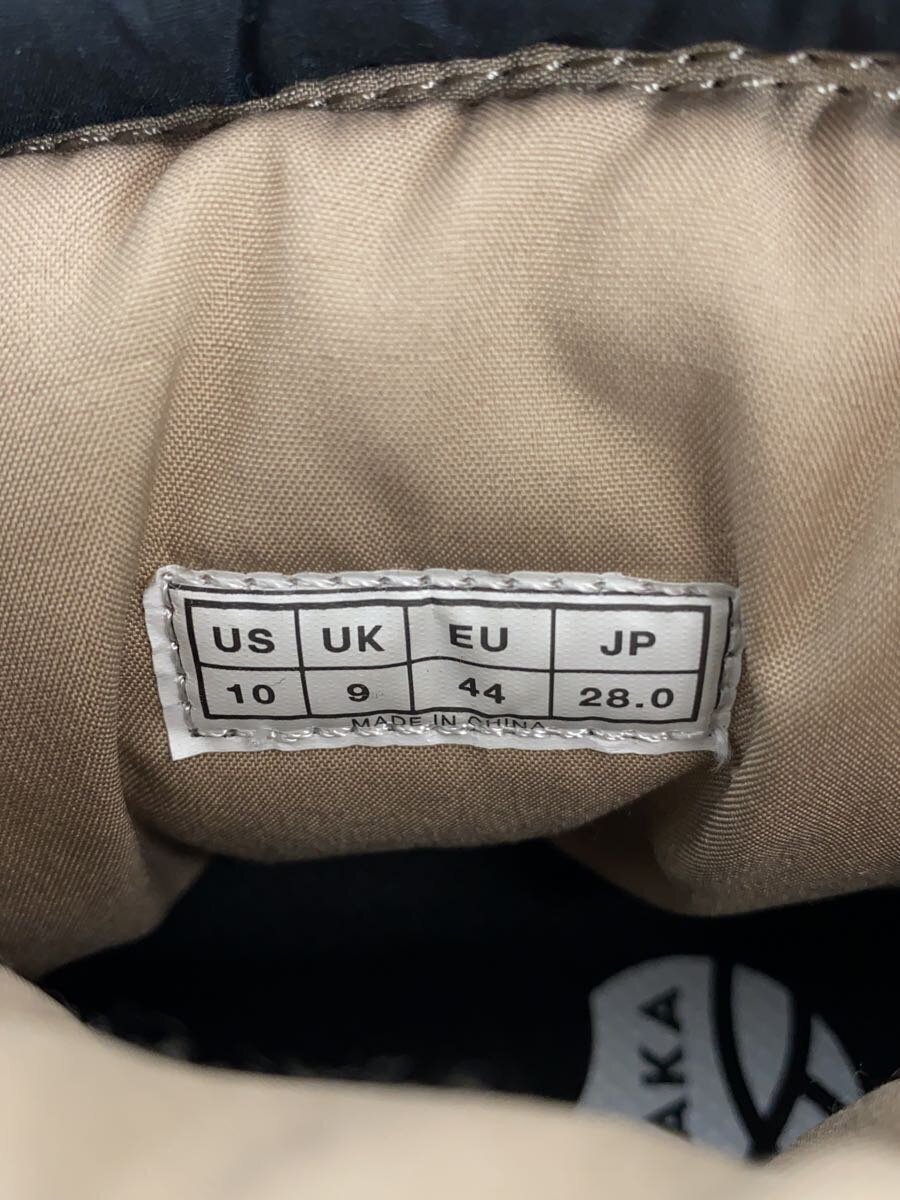 US UK EU JP
10 9 44 28.0
MADE IN CHINA
AKA